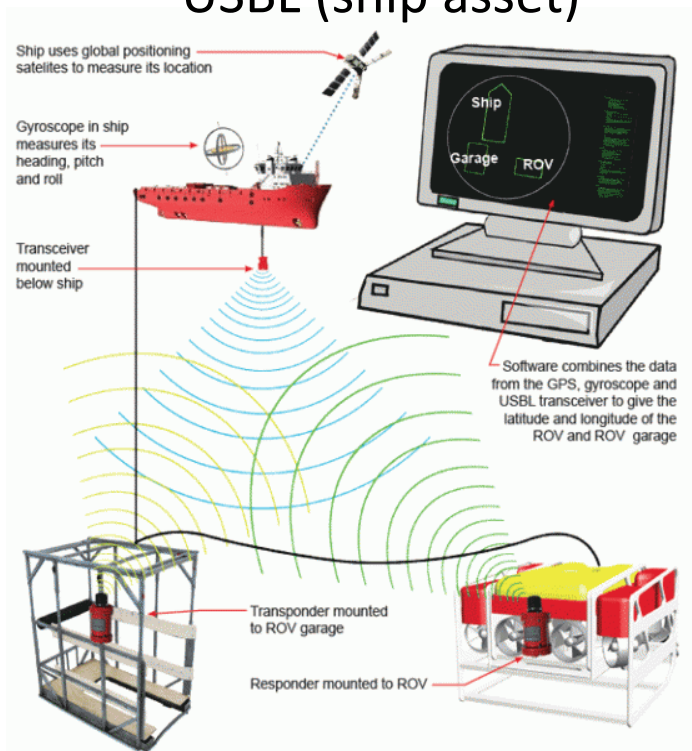 USBL (ship asset)
Ship uses global positioning
satelites to measure its location
Gyroscope in ship
measures its
heading, pitch
and roll
Ship
Garage
ROV
Transceiver
mounted
below ship
Software combines the data
from the GPS, gyroscope and
USBL transceiver to give the
latitude and longitude of the
ROV and ROV garage
Transponder mounted
to ROV garage
Responder mounted to ROV